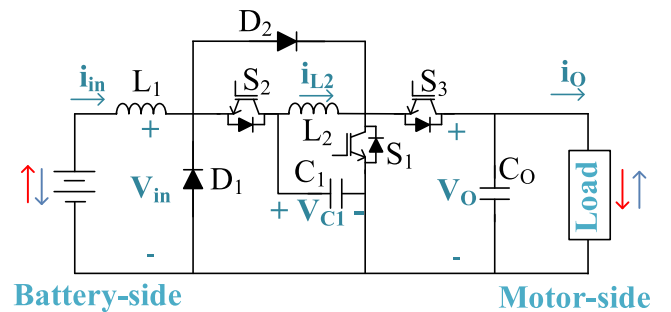 D2
iin
L1
S2
iL2
S3
iO
+
L2
+
S1
Vin
D1
C1
VO
CO
Load
+ VC1 -
-
-
Battery-side
Motor-side